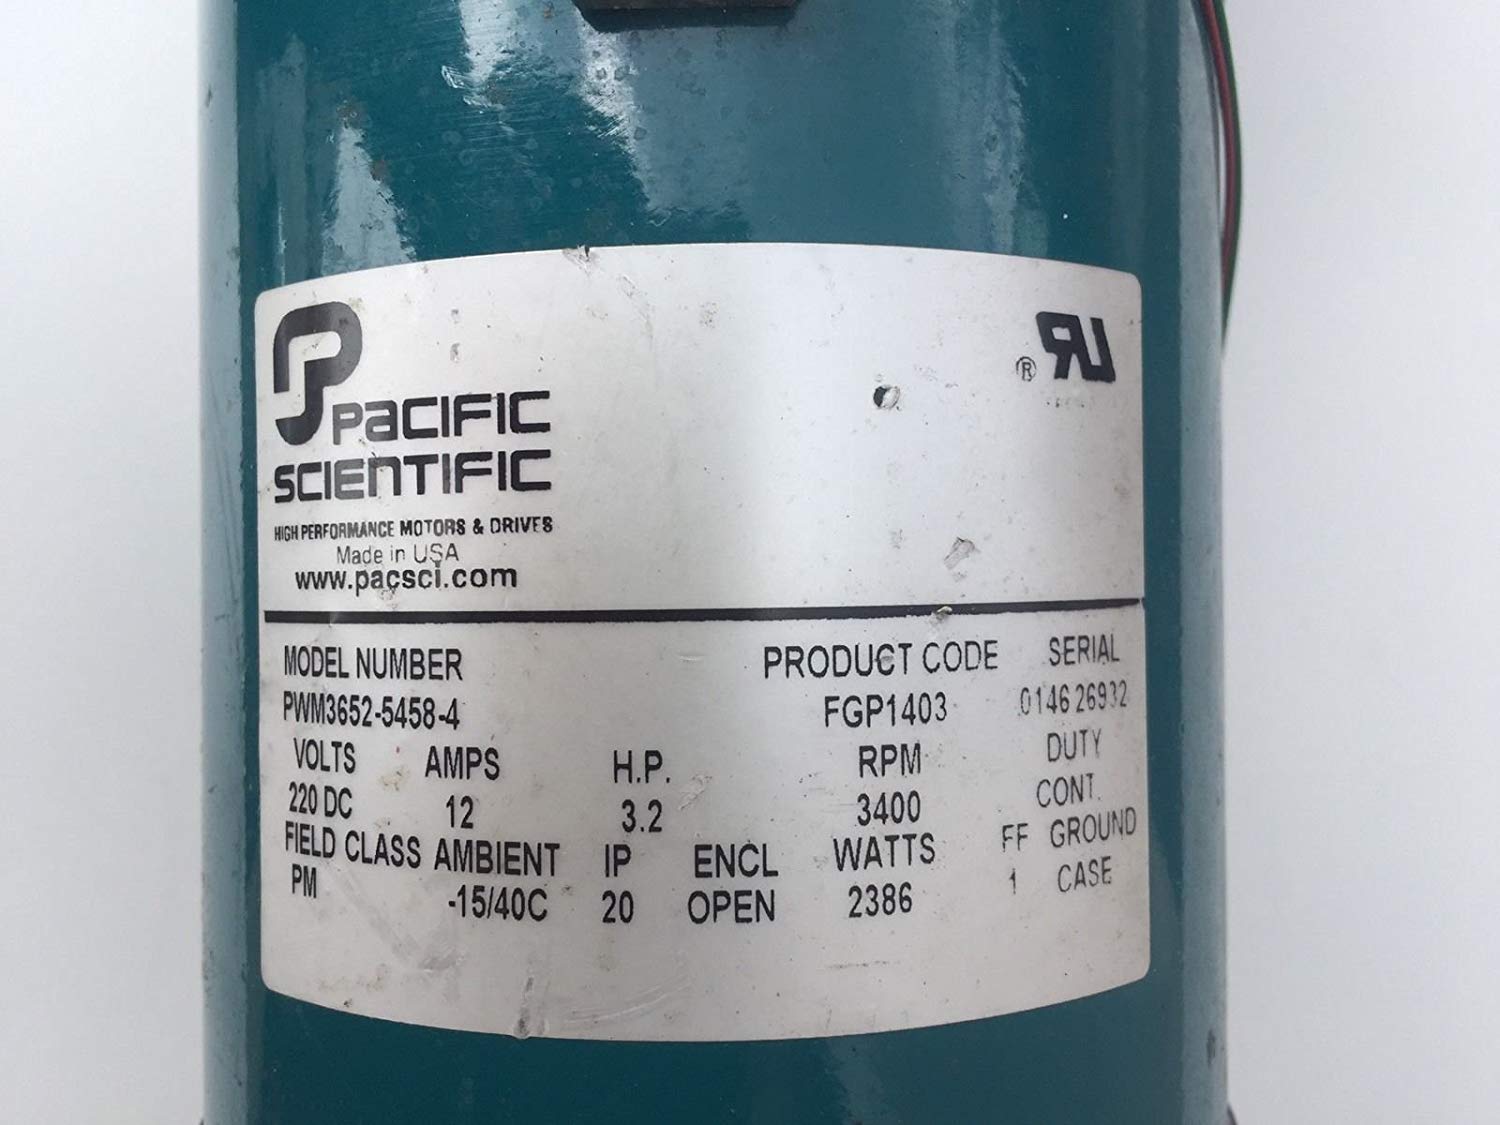 PACIFIC
SCIENTIFIC
HIGH PERFORMANCE MOTORS & DRIVES
Made in USA
www.pacsci.com
® RU
MODEL NUMBER PRODUCT CODE SERIAL
PWM3652-5458-4 FGP1403 0146 26932
VOLTS AMPS H.P. RPM DUTY
220 DC 12 3.2 3400 CONT.
FIELD CLASS AMBIENT IP ENCL WATTS FF GROUND
PM -15/40C 20 OPEN 2386 1 CASE